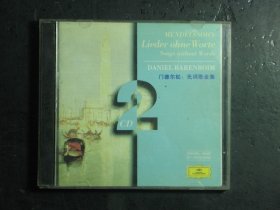 MENDELSSOHN
Lieder ohne Worte
Songs without Words
DANIEL BARENBOIM
门德尔松·无词歌全集
2
CD